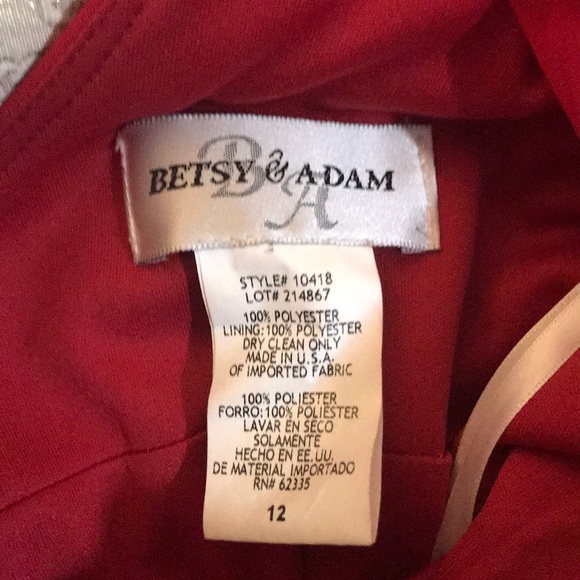 BETSY & ADAM
BA
STYLE# 10418
LOT# 214867
100% POLYESTER
LINING:100% POLYESTER
DRY CLEAN ONLY
MADE IN U.S.A.
OF IMPORTED FABRIC
100% POLIESTER
FORRO:100% POLIESTER
LAVAR EN SECO
SOLAMENTE
HECHO EN EE.UU.
DE MATERIAL IMPORTADO
RN# 62335
12